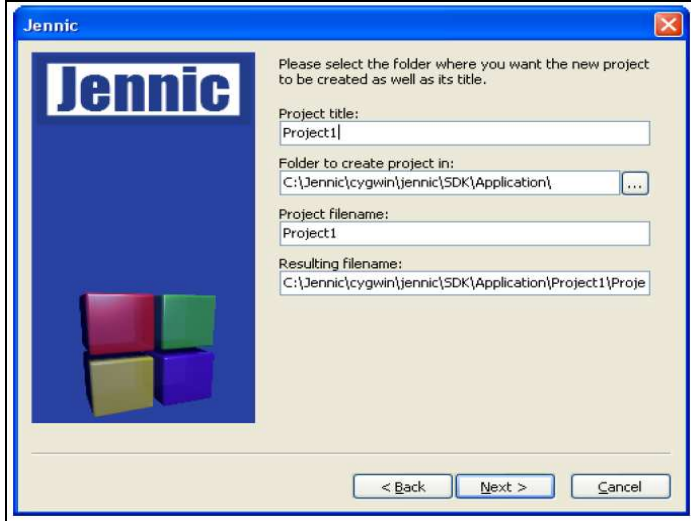 Jennic
Jennic
Please select the folder where you want the new project
to be created as well as its title.
Project title:
Project1
Folder to create project in:
C:\Jennic\cygwin\jennic\SDK\Application\
...
Project filename:
Project1
Resulting filename:
C:\Jennic\cygwin\jennic\SDK\Application\Project1\Proje
< Back Next > Cancel